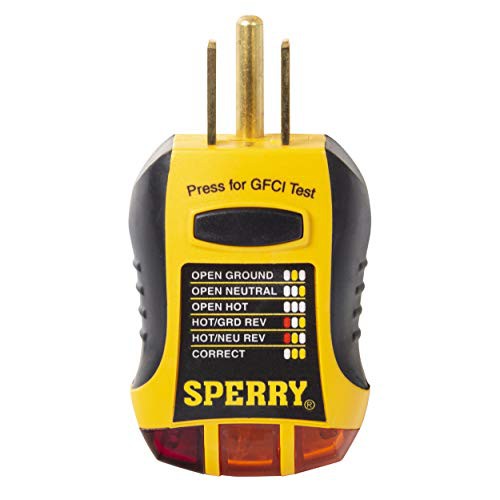 Press for GFCI Test
OPEN GROUND
OPEN NEUTRAL
OPEN HOT
HOT/GRD REV
HOT/NEU REV
CORRECT
SPERRY®